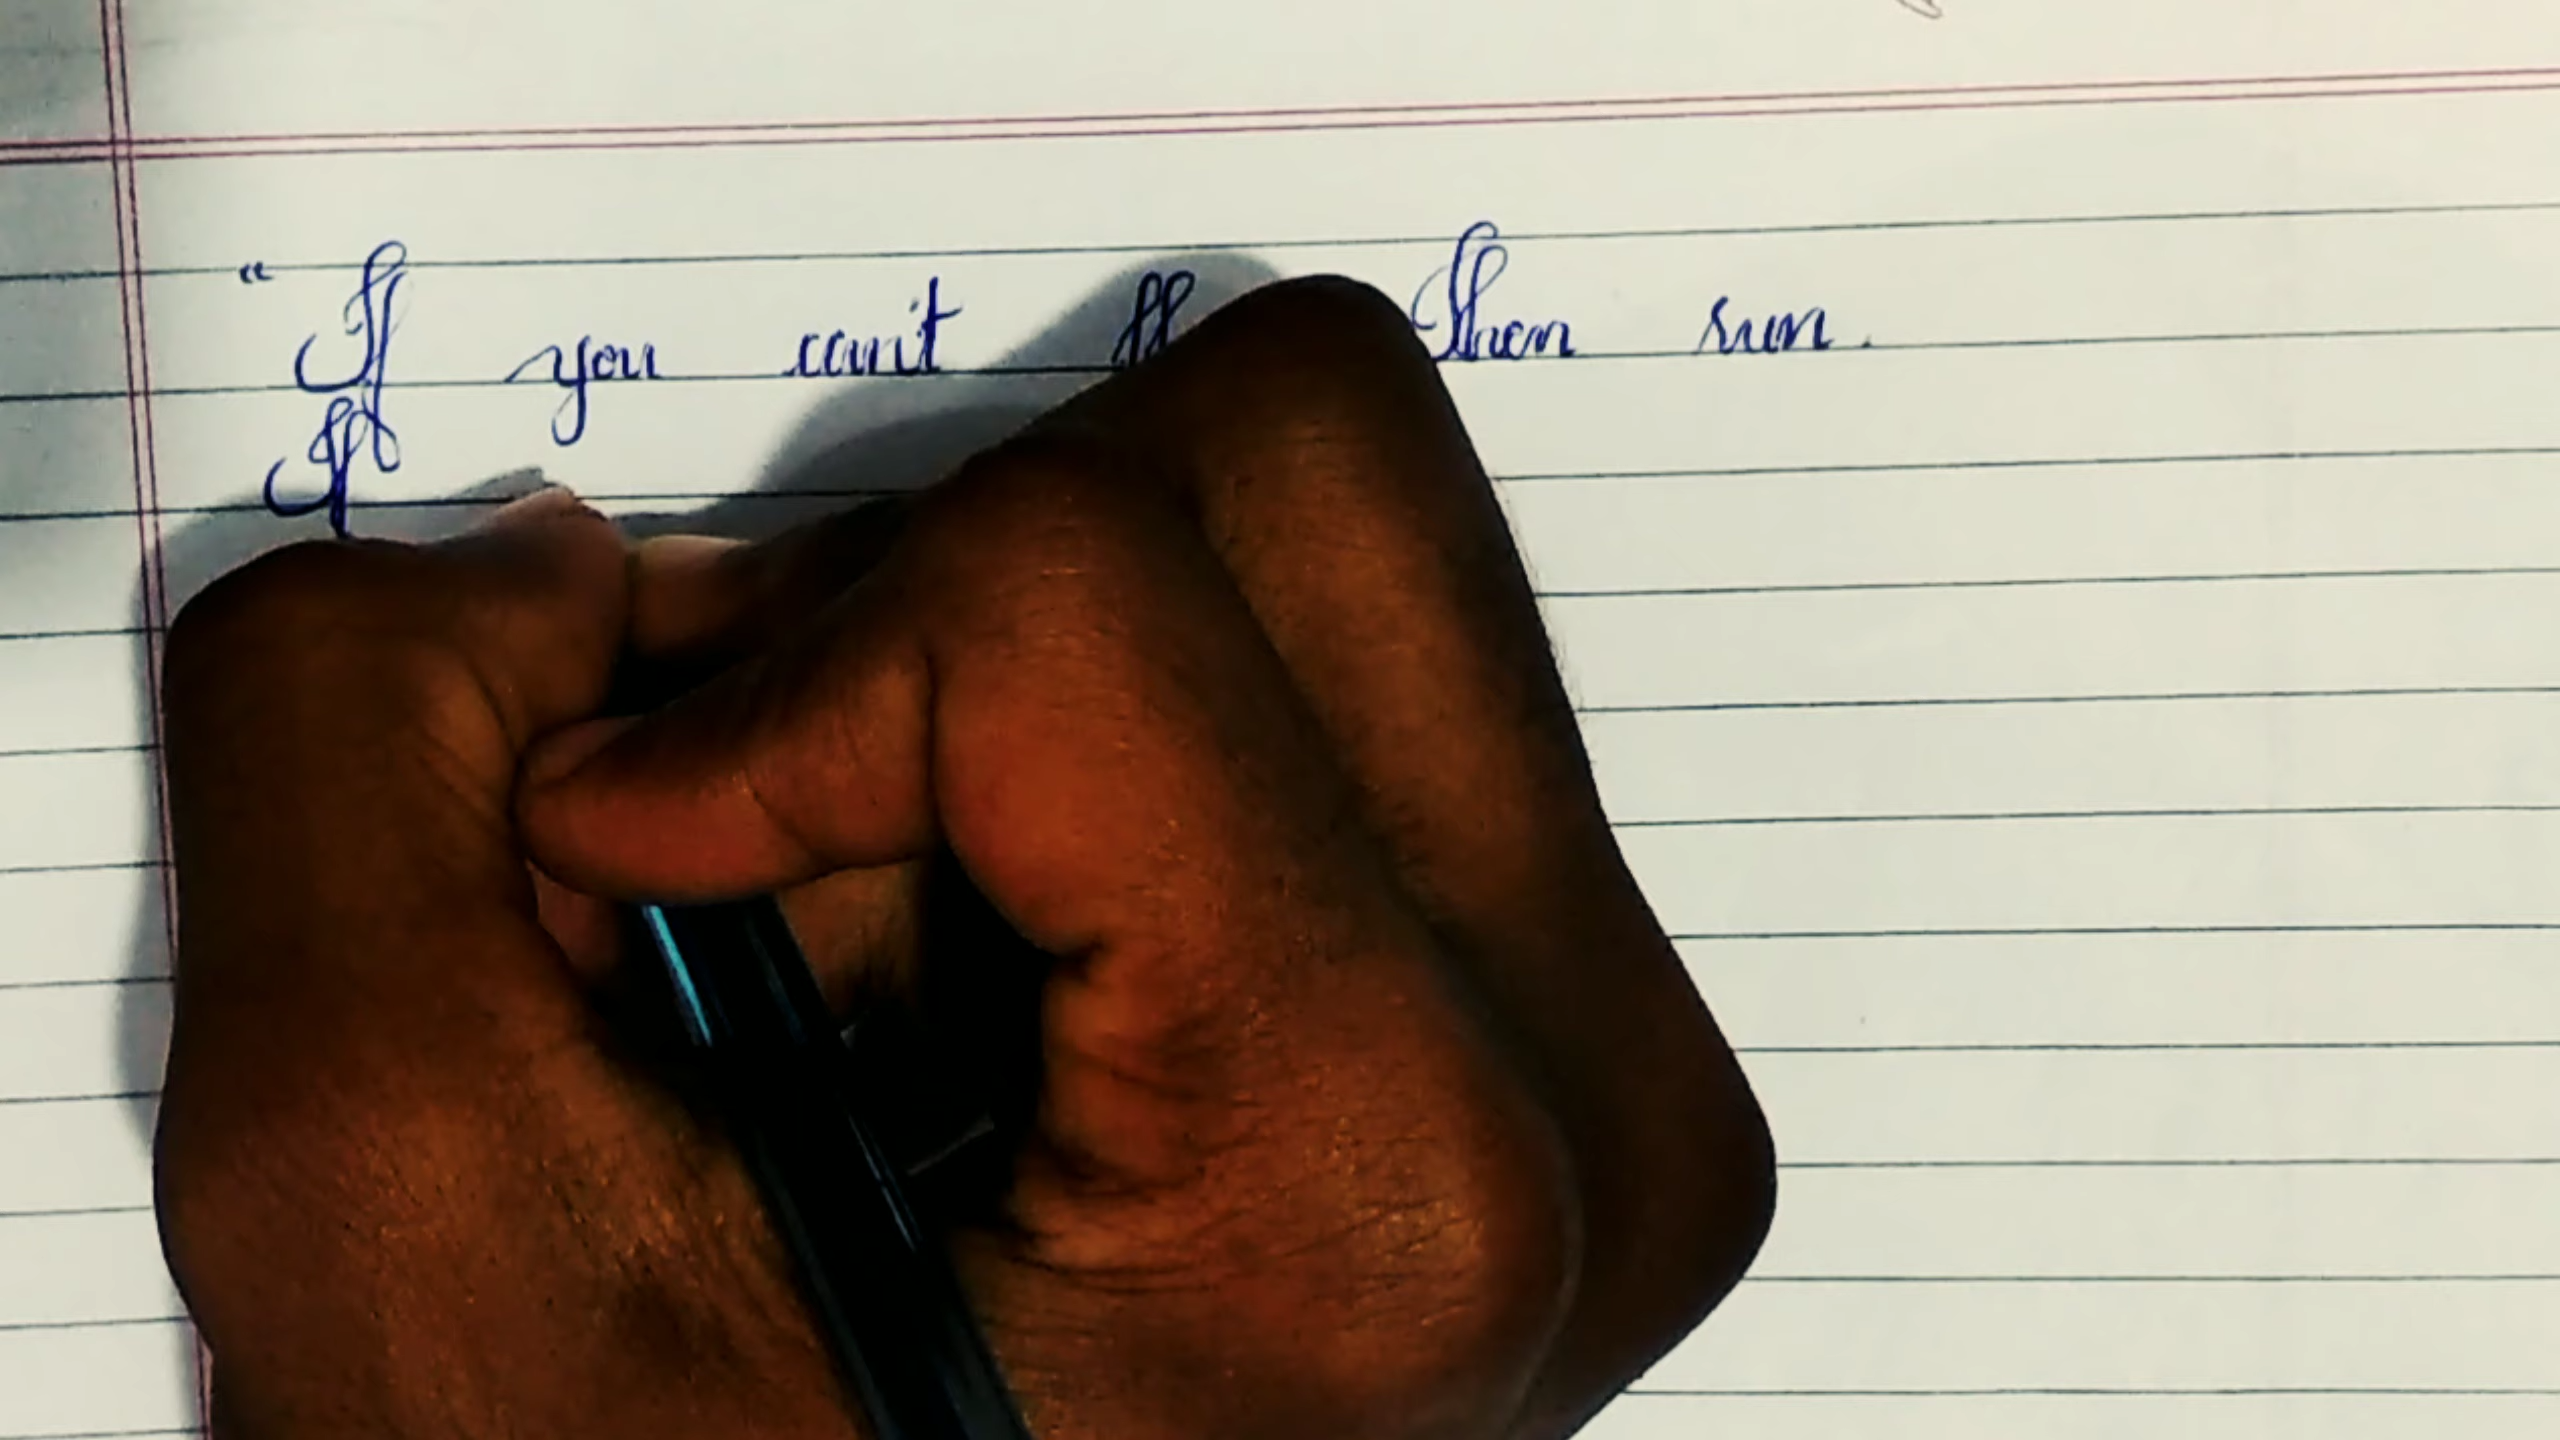 “ If you can't Then run.
If